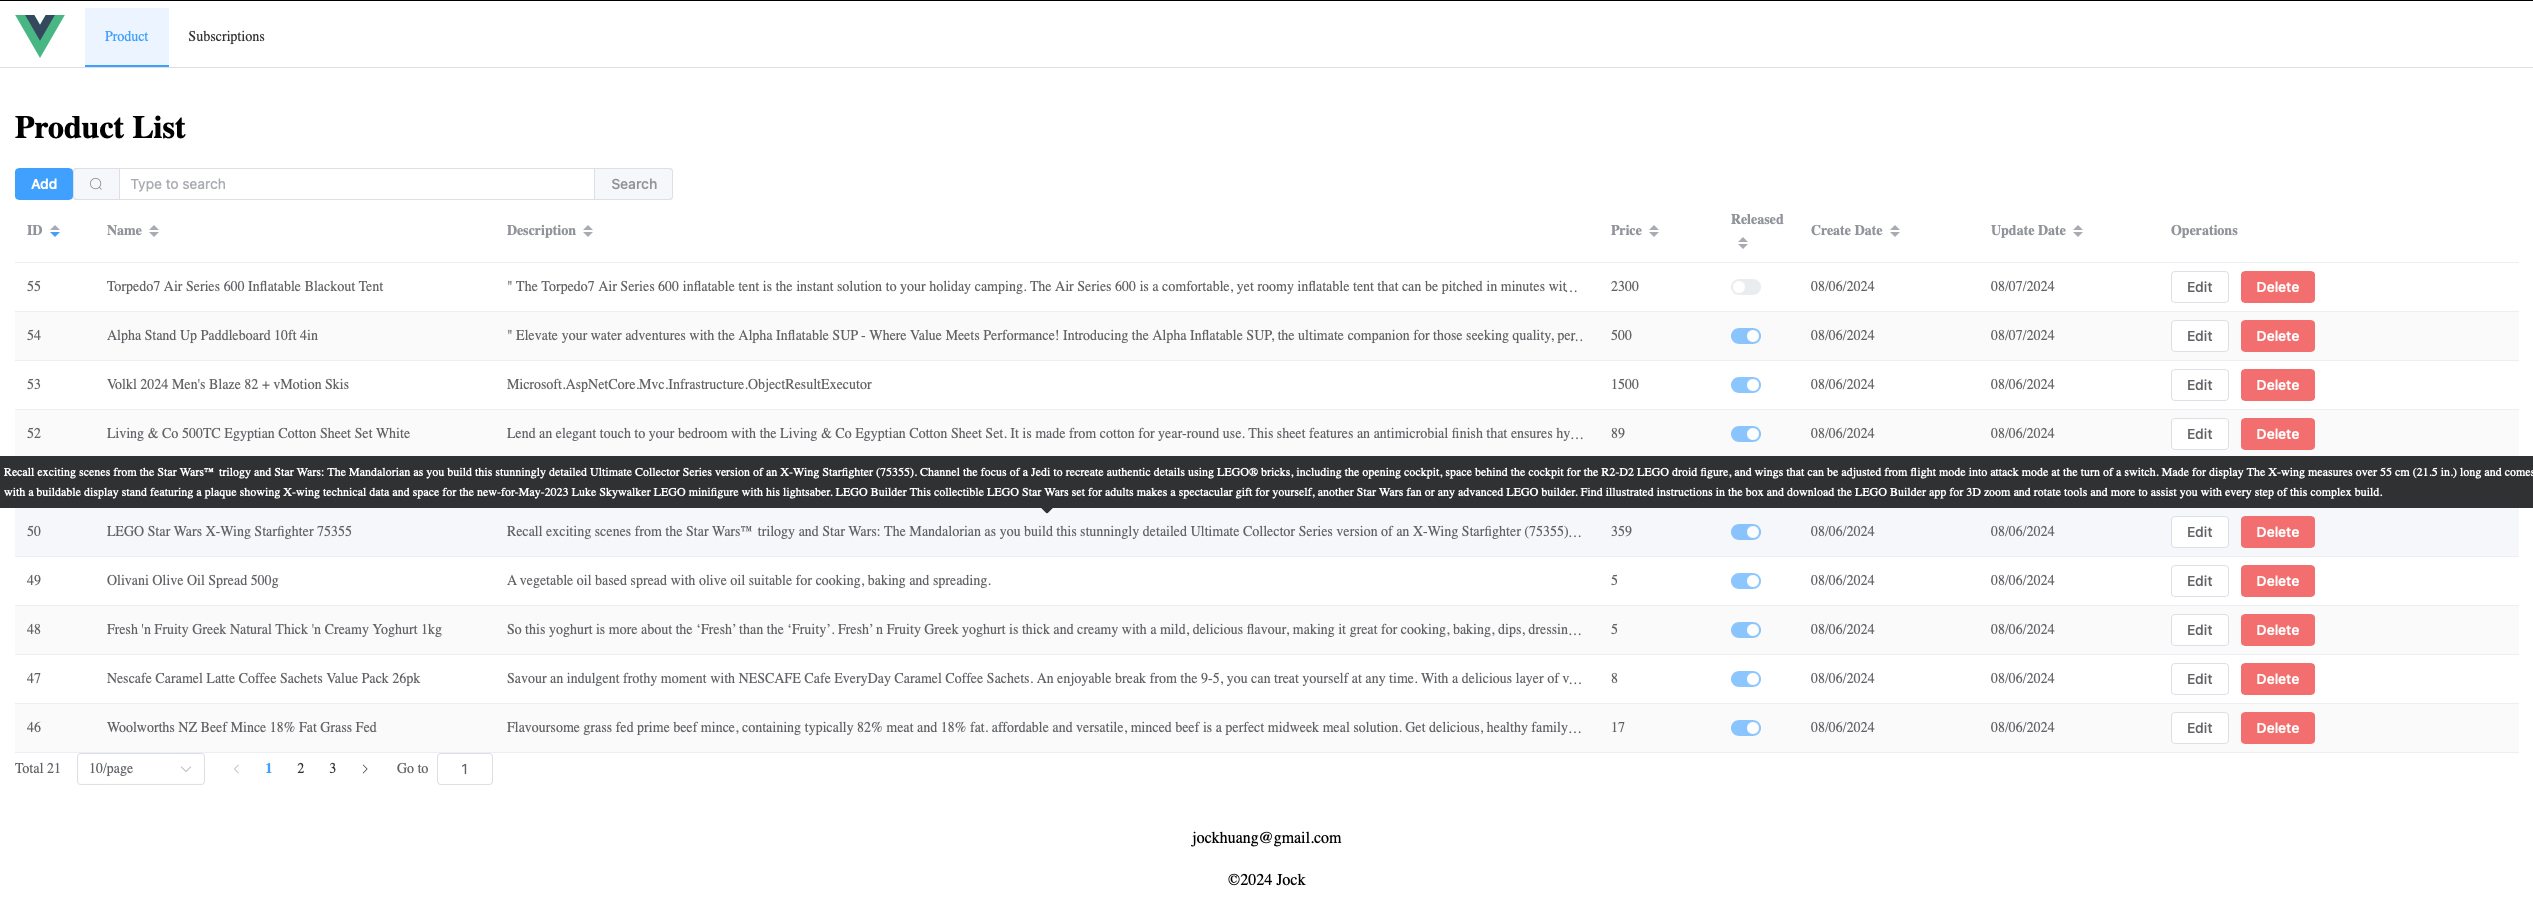 Product Subscriptions
Product List
Add Type to search Search
ID Name Description Price Released Create Date Update Date Operations
55 Torpedo7 Air Series 600 Inflatable Blackout Tent " The Torpedo7 Air Series 600 inflatable tent is the instant solution to your holiday camping. The Air Series 600 is a comfortable, yet roomy inflatable tent that can be pitched in minutes wit… 2300 08/06/2024 08/07/2024 Edit Delete
54 Alpha Stand Up Paddleboard 10ft 4in " Elevate your water adventures with the Alpha Inflatable SUP - Where Value Meets Performance! Introducing the Alpha Inflatable SUP, the ultimate companion for those seeking quality, per… 500 08/06/2024 08/07/2024 Edit Delete
53 Volkl 2024 Men's Blaze 82 + vMotion Skis Microsoft.AspNetCore.Mvc.Infrastructure.ObjectResultExecutor 1500 08/06/2024 08/06/2024 Edit Delete
52 Living & Co 500TC Egyptian Cotton Sheet Set White Lend an elegant touch to your bedroom with the Living & Co Egyptian Cotton Sheet Set. It is made from cotton for year-round use. This sheet features an antimicrobial finish that ensures hy… 89 08/06/2024 08/06/2024 Edit Delete
Recall exciting scenes from the Star Wars™ trilogy and Star Wars: The Mandalorian as you build this stunningly detailed Ultimate Collector Series version of an X-Wing Starfighter (75355). Channel the focus of a Jedi to recreate authentic details using LEGO® bricks, including the opening cockpit, space behind the cockpit for the R2-D2 LEGO droid figure, and wings that can be adjusted from flight mode into attack mode at the turn of a switch. Made for display The X-wing measures over 55 cm (21.5 in.) long and comes
with a buildable display stand featuring a plaque showing X-wing technical data and space for the new-for-May-2023 Luke Skywalker LEGO minifigure with his lightsaber. LEGO Builder This collectible LEGO Star Wars set for adults makes a spectacular gift for yourself, another Star Wars fan or any advanced LEGO builder. Find illustrated instructions in the box and download the LEGO Builder app for 3D zoom and rotate tools and more to assist you with every step of this complex build.
50 LEGO Star Wars X-Wing Starfighter 75355 Recall exciting scenes from the Star Wars™ trilogy and Star Wars: The Mandalorian as you build this stunningly detailed Ultimate Collector Series version of an X-Wing Starfighter (75355)… 359 08/06/2024 08/06/2024 Edit Delete
49 Olivani Olive Oil Spread 500g A vegetable oil based spread with olive oil suitable for cooking, baking and spreading. 5 08/06/2024 08/06/2024 Edit Delete
48 Fresh 'n Fruity Greek Natural Thick 'n Creamy Yoghurt 1kg So this yoghurt is more about the ‘Fresh’ than the ‘Fruity’. Fresh’ n Fruity Greek yoghurt is thick and creamy with a mild, delicious flavour, making it great for cooking, baking, dips, dressin… 5 08/06/2024 08/06/2024 Edit Delete
47 Nescafe Caramel Latte Coffee Sachets Value Pack 26pk Savour an indulgent frothy moment with NESCAFE Cafe EveryDay Caramel Coffee Sachets. An enjoyable break from the 9-5, you can treat yourself at any time. With a delicious layer of v… 8 08/06/2024 08/06/2024 Edit Delete
46 Woolworths NZ Beef Mince 18% Fat Grass Fed Flavoursome grass fed prime beef mince, containing typically 82% meat and 18% fat. affordable and versatile, minced beef is a perfect midweek meal solution. Get delicious, healthy family… 17 08/06/2024 08/06/2024 Edit Delete
Total 21 10/page 1 2 3 Go to 1
jockhuang@gmail.com
©2024 Jock